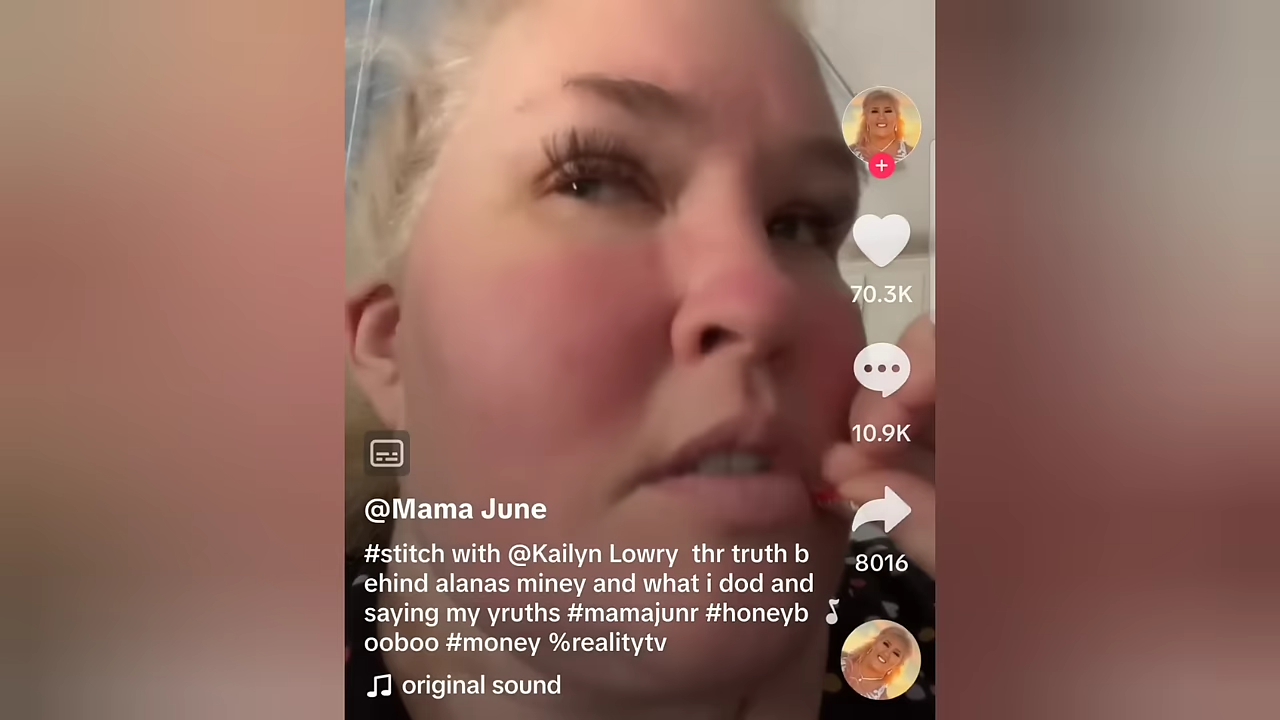 70.3K
10.9K
8016
@Mama June
#stitch with @Kailyn Lowry  thr truth b
ehind alanas miney and what i dod and
saying my yruths #mamajunr #honeyb
ooboo #money %realitytv
original sound